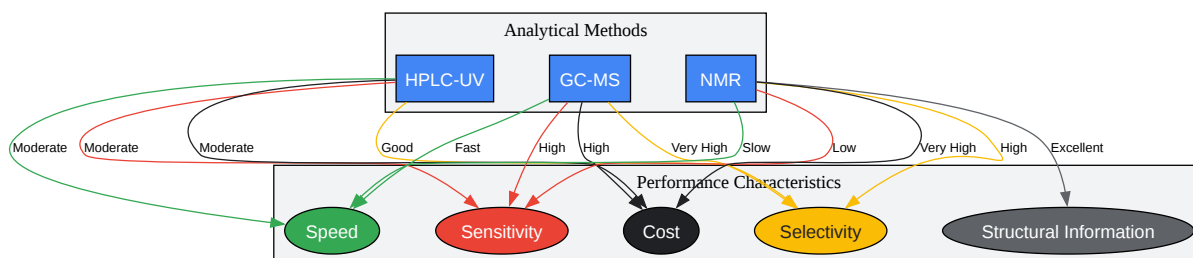 Analytical Methods
HPLC-UV
GC-MS
NMR
Moderate
Moderate
Moderate
Good
Fast
High
High
Very High
Slow
Low
Very High
High
Excellent
Performance Characteristics
Speed
Sensitivity
Cost
Selectivity
Structural Information